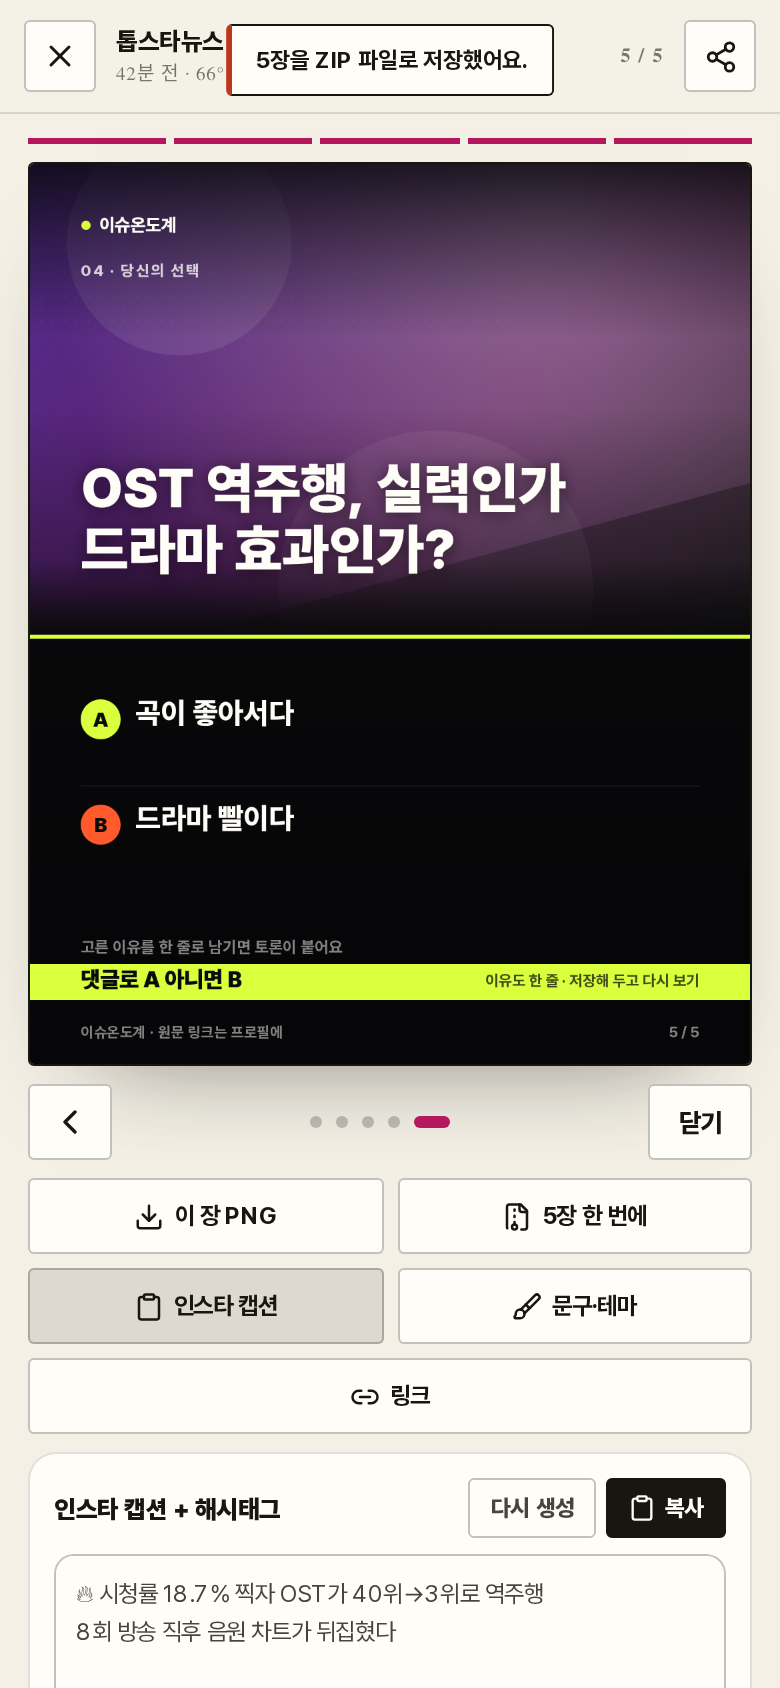 톱스타뉴스
42분 전 · 66°
5장을 ZIP 파일로 저장했어요.
5 / 5
이슈온도계
04 · 당신의 선택
OST 역주행, 실력인가
드라마 효과인가?
A 곡이 좋아서다
B 드라마 빨이다
고른 이유를 한 줄로 남기면 토론이 붙어요
댓글로 A 아니면 B
이유도 한 줄 · 저장해 두고 다시 보기
이슈온도계 · 원문 링크는 프로필에
5 / 5
닫기
이 장 PNG
5장 한 번에
인스타 캡션
문구·테마
링크
인스타 캡션 + 해시태그
다시 생성
복사
🔥 시청률 18.7% 찍자 OST가 40위→3위로 역주행
8회 방송 직후 음원 차트가 뒤집혔다